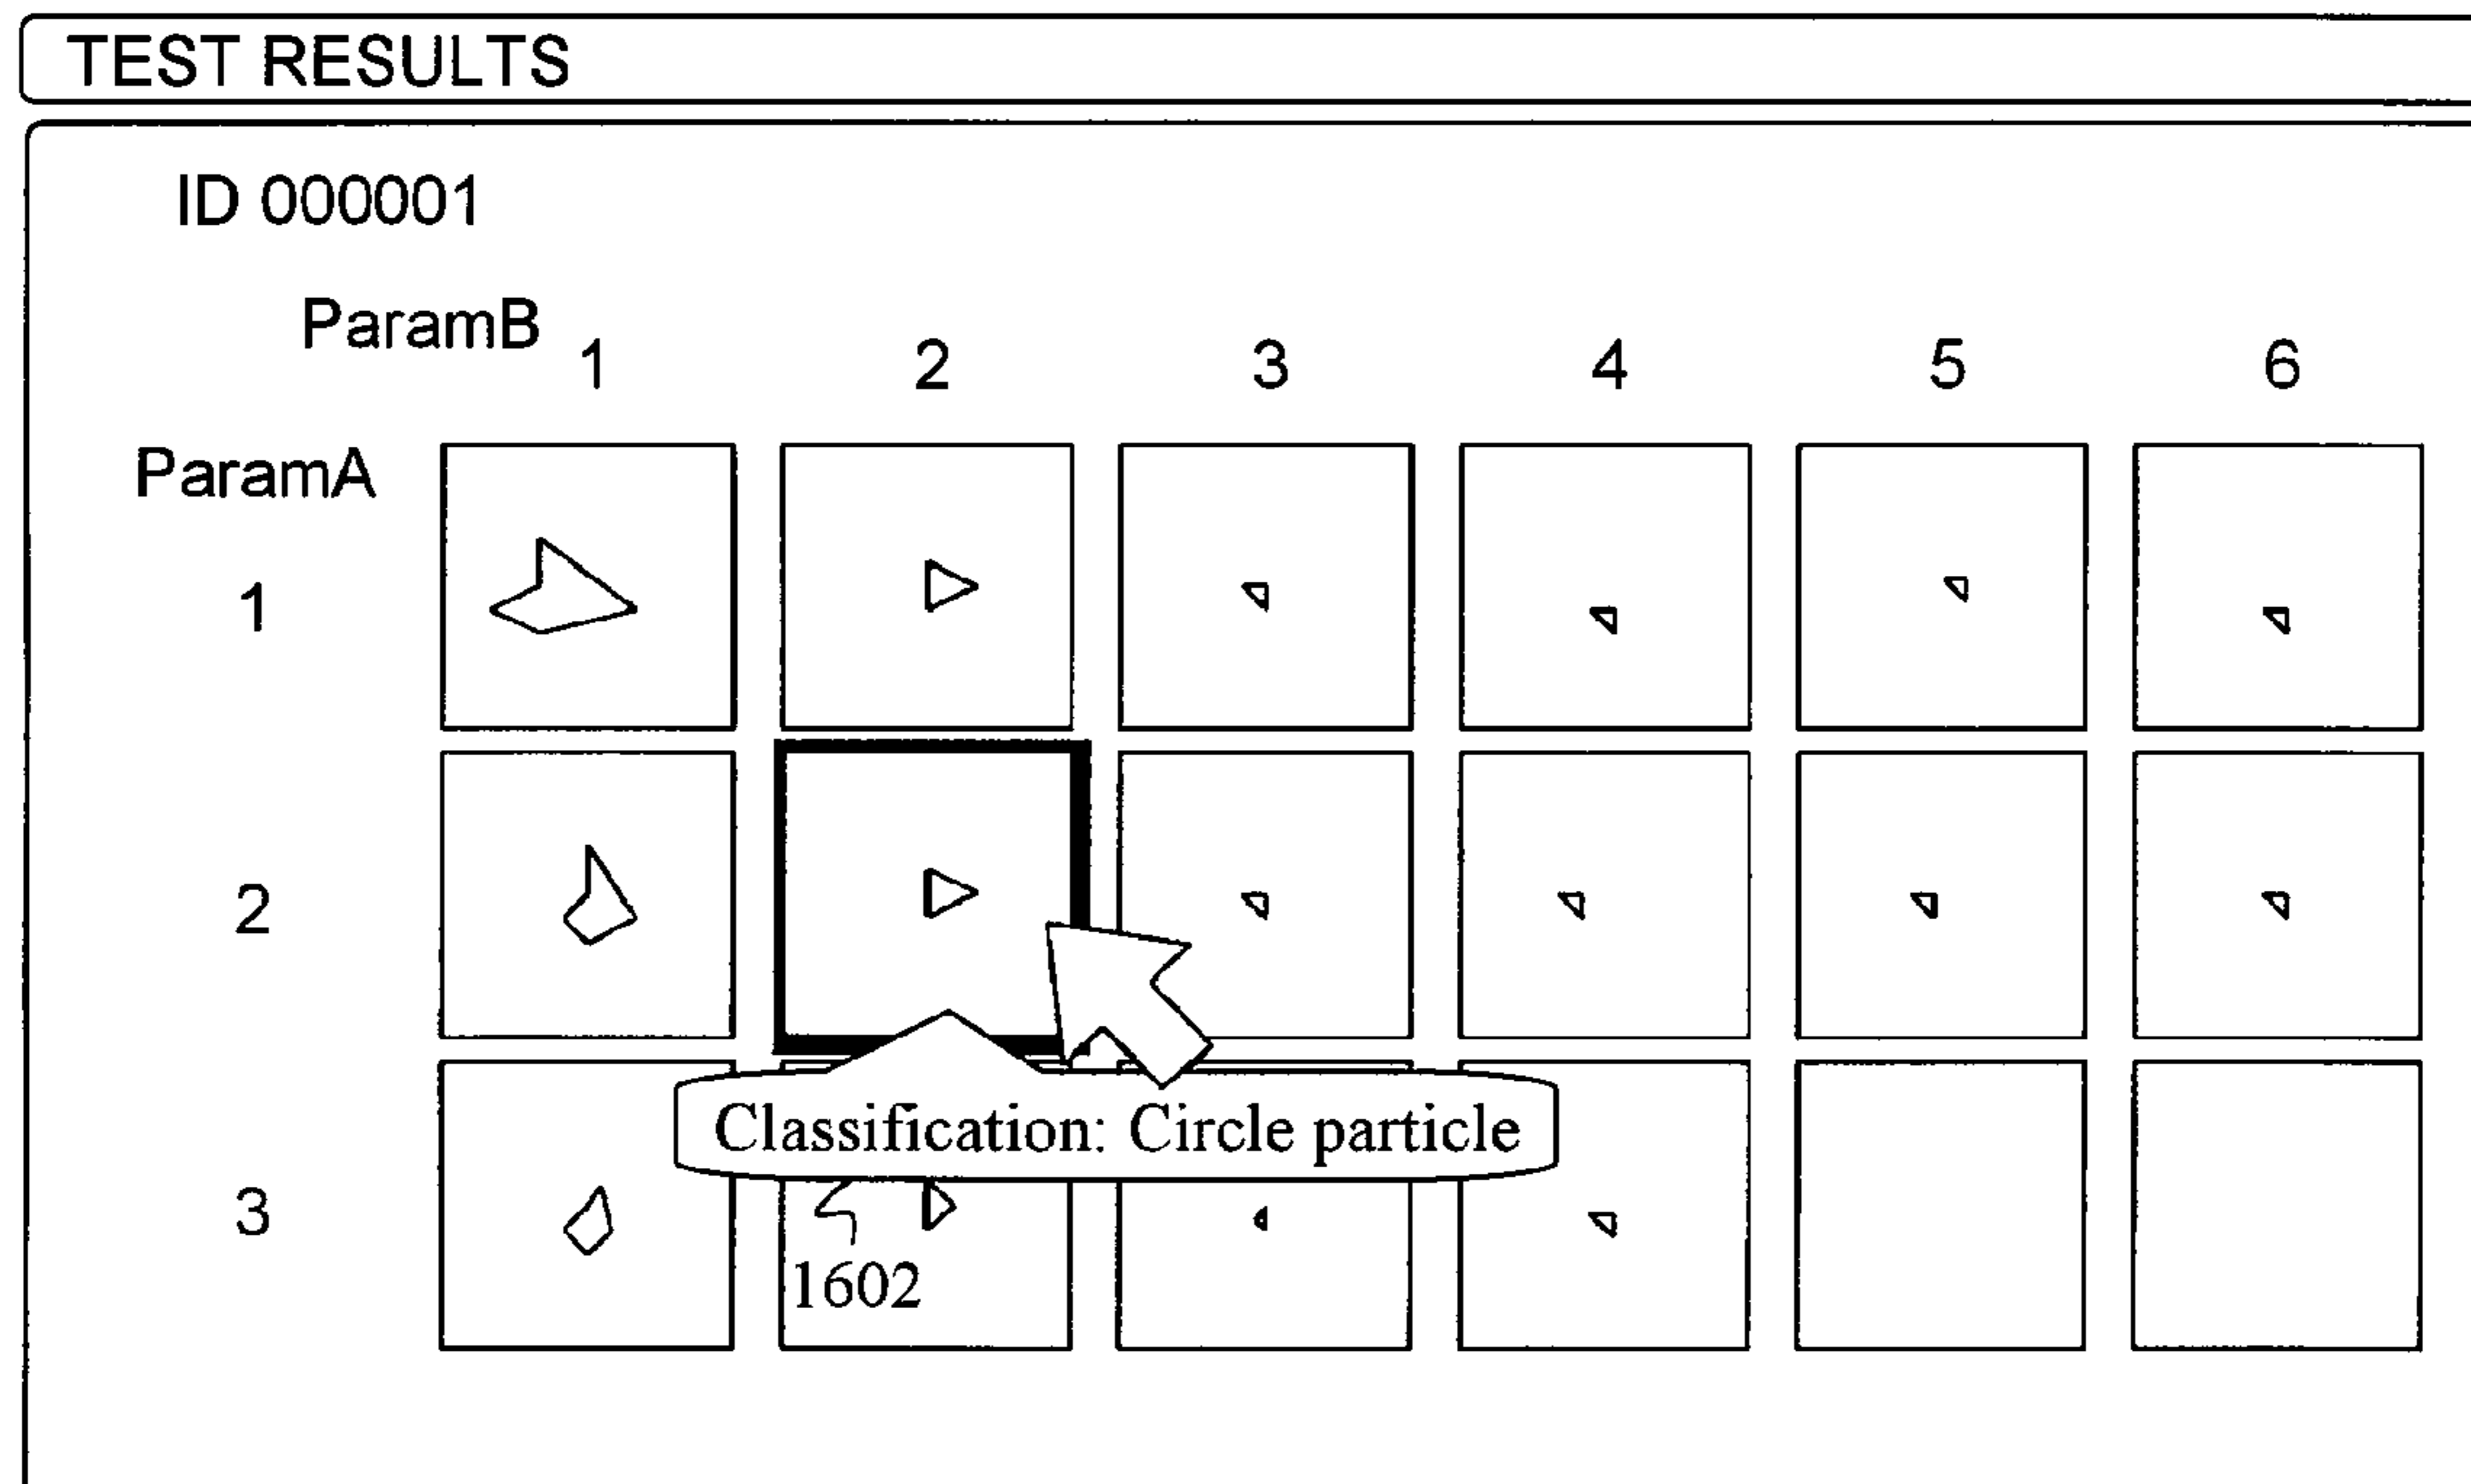 TEST RESULTS
ID 000001
ParamB
1 2 3 4 5 6
ParamA
1
2
Classification: Circle particle
3
1602